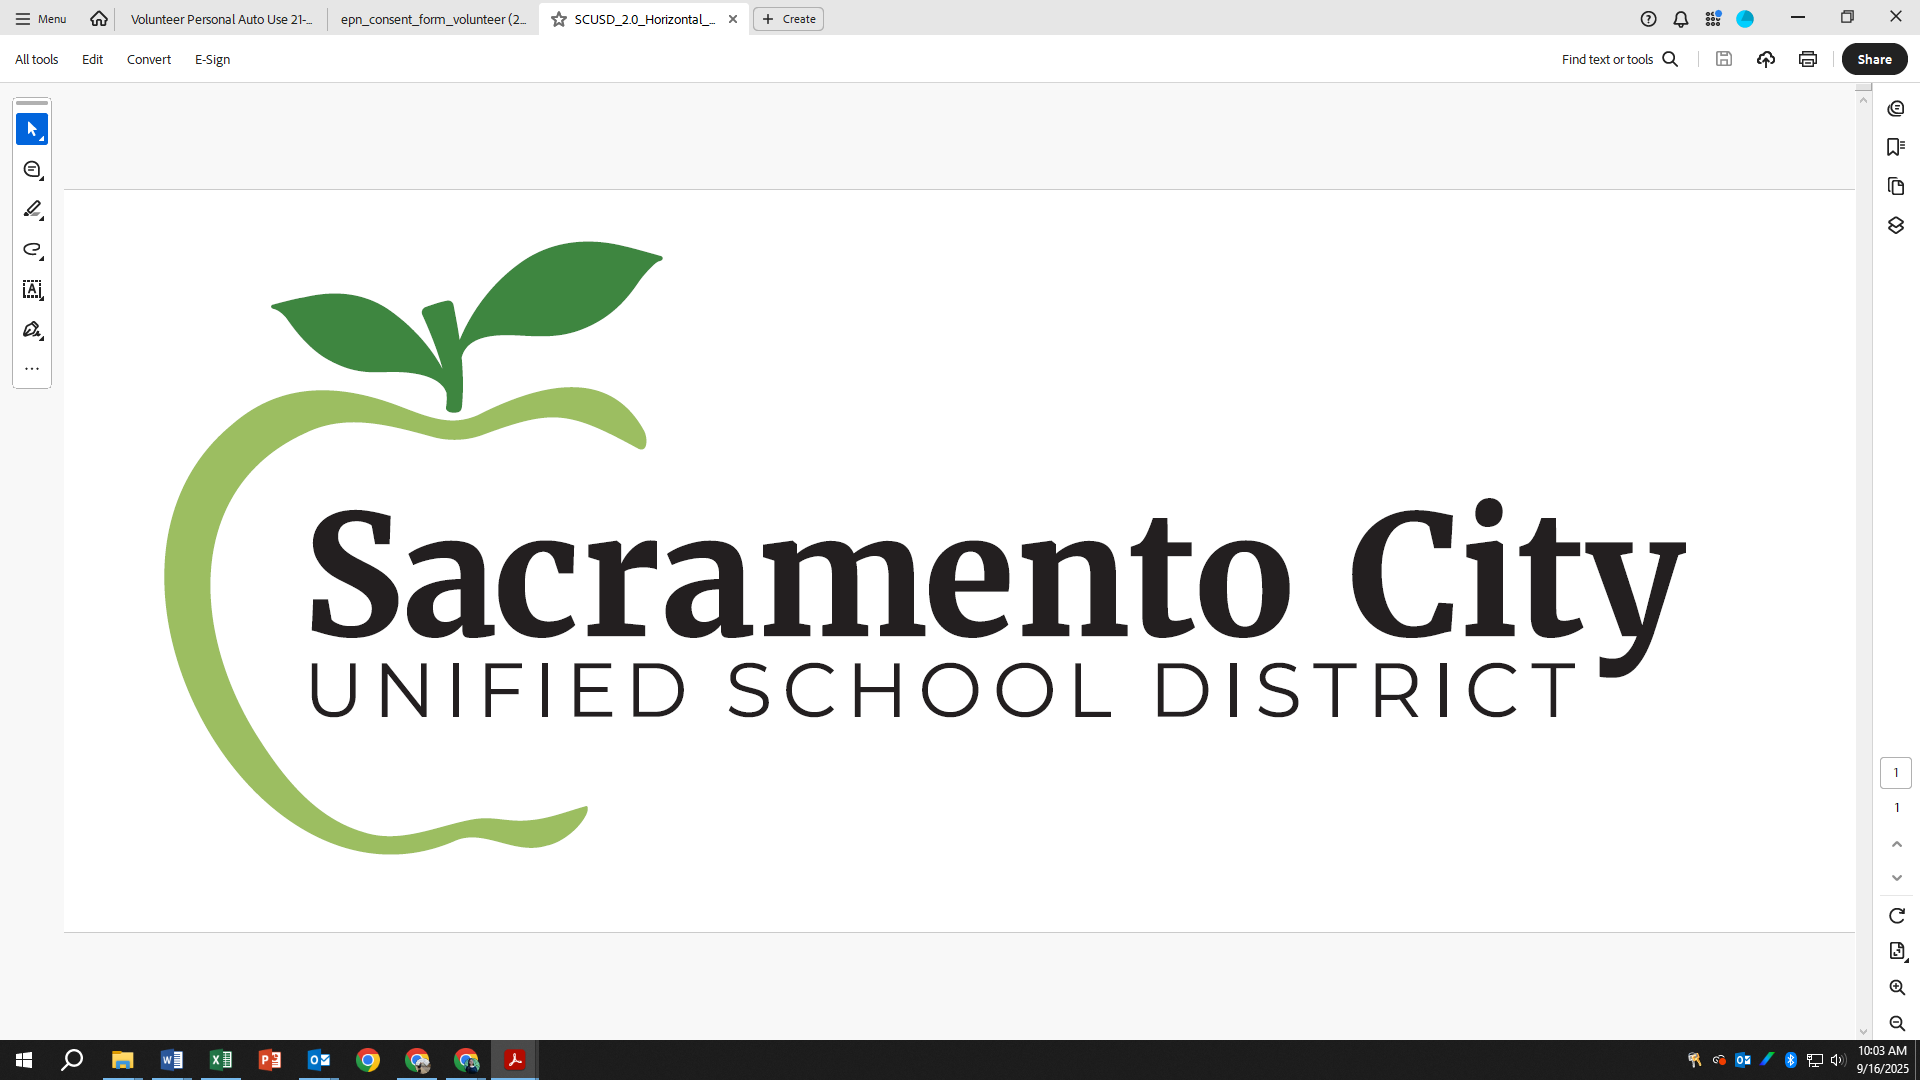 Menu
Volunteer Personal Auto Use 21-...
epn_consent_form_volunteer (2...
SCUSD_2.0_Horizontal_...
Create
All tools
Edit
Convert
E-Sign
Find text or tools
Share
Sacramento City
UNIFIED SCHOOL DISTRICT
1
1
10:03 AM
9/16/2025